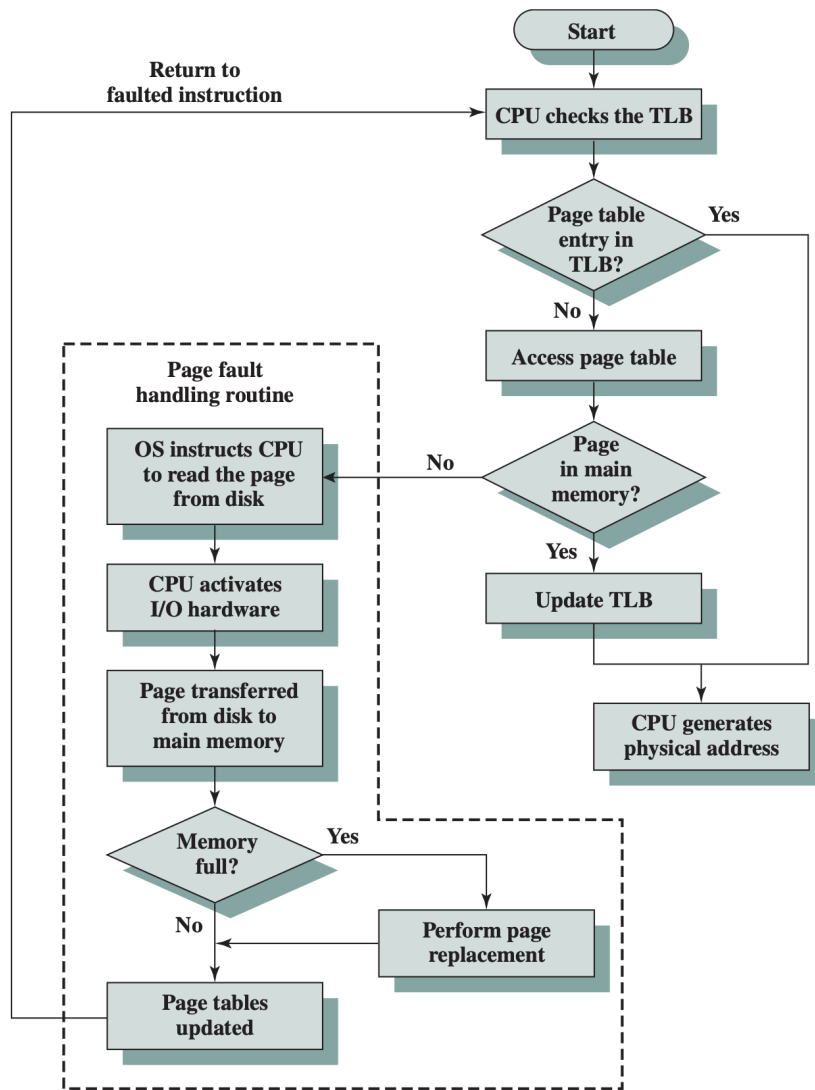 Start
Return to
faulted instruction
CPU checks the TLB
Page table
entry in
TLB?
Yes
No
Access page table
Page fault
handling routine
OS instructs CPU
to read the page
from disk
No
Page
in main
memory?
Yes
CPU activates
I/O hardware
Update TLB
Page transferred
from disk to
main memory
CPU generates
physical address
Memory
full?
Yes
No
Perform page
replacement
Page tables
updated